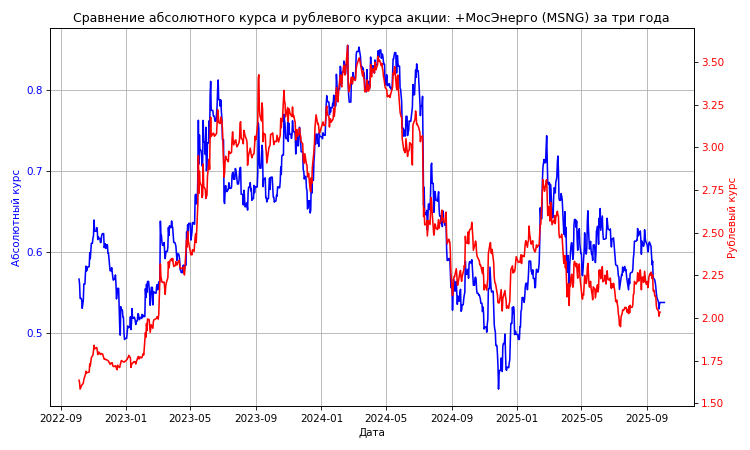 Сравнение абсолютного курса и рублевого курса акции: +МосЭнерго (MSNG) за три года
Абсолютный курс
0.8
0.7
0.6
0.5
3.50
3.25
3.00
2.75
2.50
2.25
2.00
1.75
1.50
Рублевый курс
2022-09 2023-01 2023-05 2023-09 2024-01 2024-05 2024-09 2025-01 2025-05 2025-09
Дата